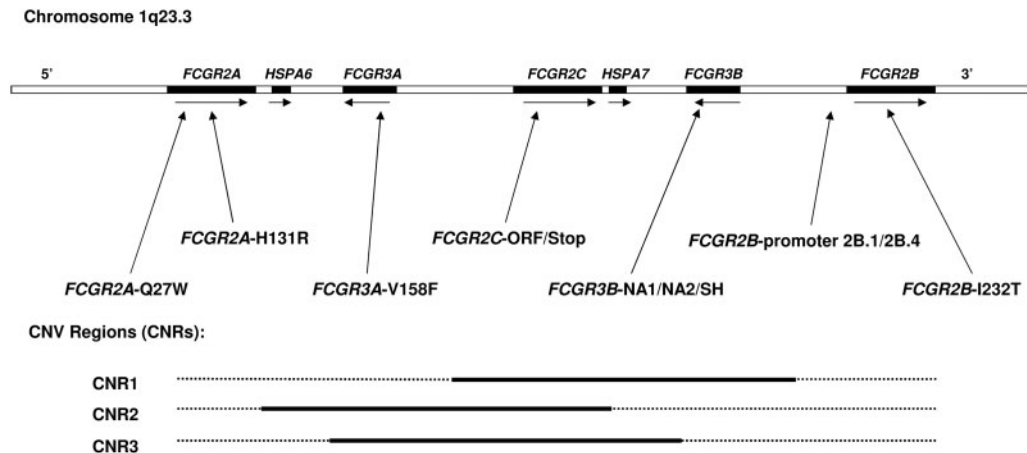 Chromosome 1q23.3
5' FCGR2A HSPA6 FCGR3A FCGR2C HSPA7 FCGR3B FCGR2B 3'
FCGR2A-H131R FCGR2C-ORF/Stop FCGR2B-promoter 2B.1/2B.4
FCGR2A-Q27W FCGR3A-V158F FCGR3B-NA1/NA2/SH FCGR2B-I232T
CNV Regions (CNRs):
CNR1
CNR2
CNR3